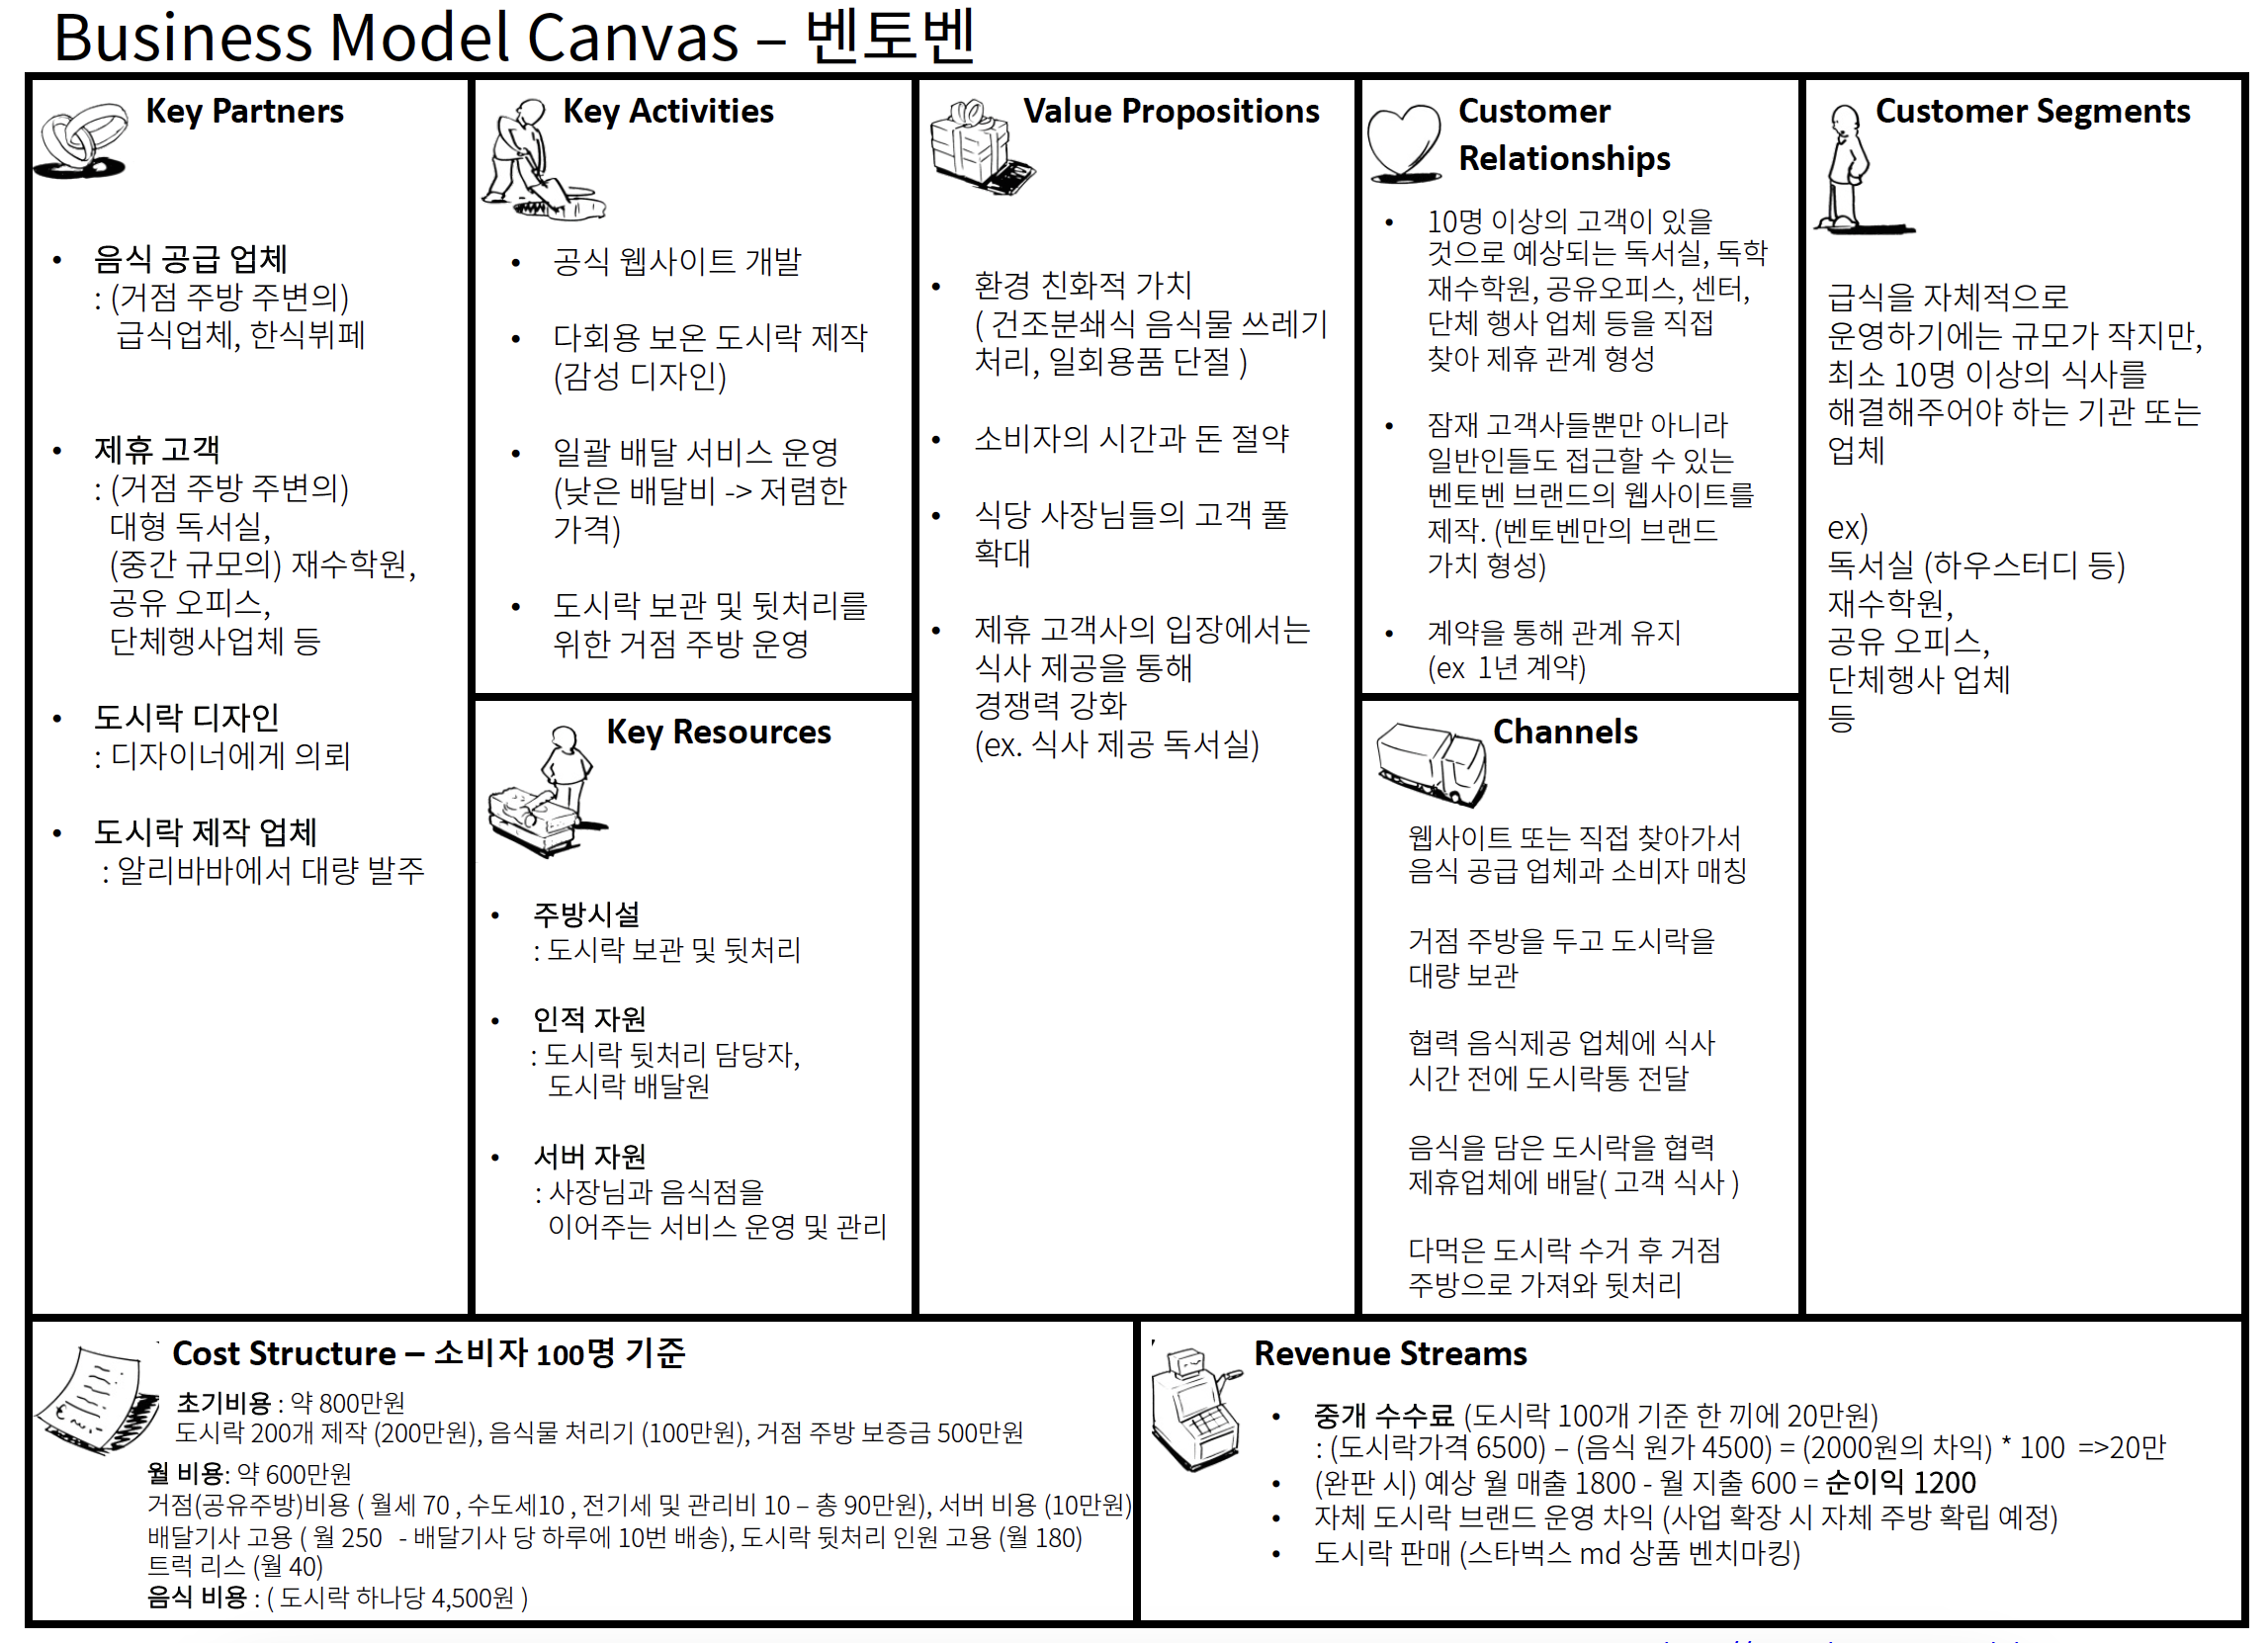 Business Model Canvas – 벤토벤
Key Partners
• 음식 공급 업체
: (거점 주방 주변의)
급식업체, 한식뷔페
• 제휴 고객
: (거점 주방 주변의)
대형 독서실,
(중간 규모의) 재수학원,
공유 오피스,
단체행사업체 등
• 도시락 디자인
: 디자이너에게 의뢰
• 도시락 제작 업체
: 알리바바에서 대량 발주
Key Activities
• 공식 웹사이트 개발
• 다회용 보온 도시락 제작
(감성 디자인)
• 일괄 배달 서비스 운영
(낮은 배달비 -> 저렴한
가격)
• 도시락 보관 및 뒷처리를
위한 거점 주방 운영
Key Resources
• 주방시설
: 도시락 보관 및 뒷처리
• 인적 자원
: 도시락 뒷처리 담당자,
도시락 배달원
• 서버 자원
: 사장님과 음식점을
이어주는 서비스 운영 및 관리
Value Propositions
• 환경 친화적 가치
( 건조분쇄식 음식물 쓰레기
처리, 일회용품 단절 )
• 소비자의 시간과 돈 절약
• 식당 사장님들의 고객 풀
확대
• 제휴 고객사의 입장에서는
식사 제공을 통해
경쟁력 강화
(ex. 식사 제공 독서실)
Customer
Relationships
• 10명 이상의 고객이 있을
것으로 예상되는 독서실, 독학
재수학원, 공유오피스, 센터,
단체 행사 업체 등을 직접
찾아 제휴 관계 형성
• 잠재 고객사들뿐만 아니라
일반인들도 접근할 수 있는
벤토벤 브랜드의 웹사이트를
제작. (벤토벤만의 브랜드
가치 형성)
• 계약을 통해 관계 유지
(ex 1년 계약)
Channels
웹사이트 또는 직접 찾아가서
음식 공급 업체과 소비자 매칭
거점 주방을 두고 도시락을
대량 보관
협력 음식제공 업체에 식사
시간 전에 도시락통 전달
음식을 담은 도시락을 협력
제휴업체에 배달( 고객 식사 )
다먹은 도시락 수거 후 거점
주방으로 가져와 뒷처리
Customer Segments
급식을 자체적으로
운영하기에는 규모가 작지만,
최소 10명 이상의 식사를
해결해주어야 하는 기관 또는
업체
ex)
독서실 (하우스터디 등)
재수학원,
공유 오피스,
단체행사 업체
등
Cost Structure – 소비자 100명 기준
초기비용 : 약 800만원
도시락 200개 제작 (200만원), 음식물 처리기 (100만원), 거점 주방 보증금 500만원
월 비용: 약 600만원
거점(공유주방)비용 ( 월세 70 , 수도세10 , 전기세 및 관리비 10 – 총 90만원), 서버 비용 (10만원)
배달기사 고용 ( 월 250 - 배달기사 당 하루에 10번 배송), 도시락 뒷처리 인원 고용 (월 180)
트럭 리스 (월 40)
음식 비용 : ( 도시락 하나당 4,500원 )
Revenue Streams
• 중개 수수료 (도시락 100개 기준 한 끼에 20만원)
: (도시락가격 6500) – (음식 원가 4500) = (2000원의 차익) * 100 =>20만
• (완판 시) 예상 월 매출 1800 - 월 지출 600 = 순이익 1200
• 자체 도시락 브랜드 운영 차익 (사업 확장 시 자체 주방 확립 예정)
• 도시락 판매 (스타벅스 md 상품 벤치마킹)